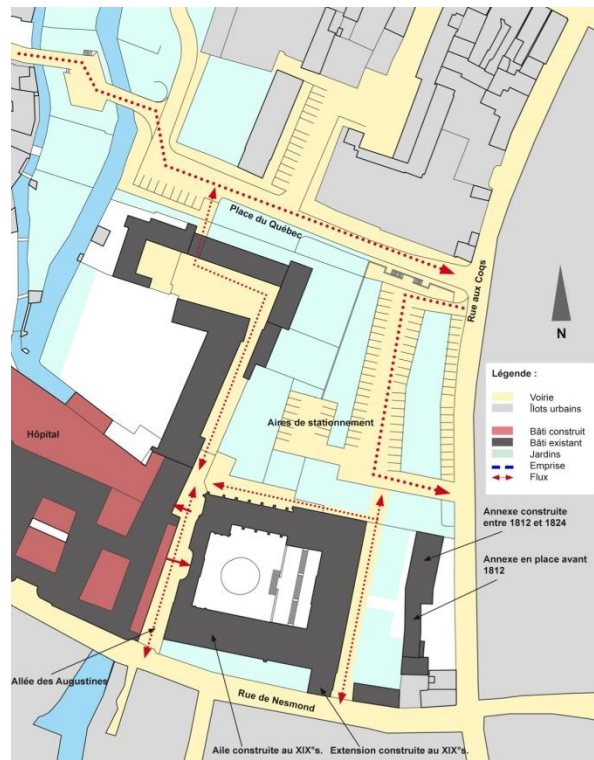 Place du Québec
Rue aux Coqs
N
Légende :
Voirie
Îlots urbains
Bâti construit
Bâti existant
Jardins
Emprise
Flux
Aires de stationnement
Hôpital
Annexe construite
entre 1812 et 1824
Annexe en place avant
1812
Allée des Augustines
Rue de Nesmond
Aile construite au XIX°s.
Extension construite au XIX°s.